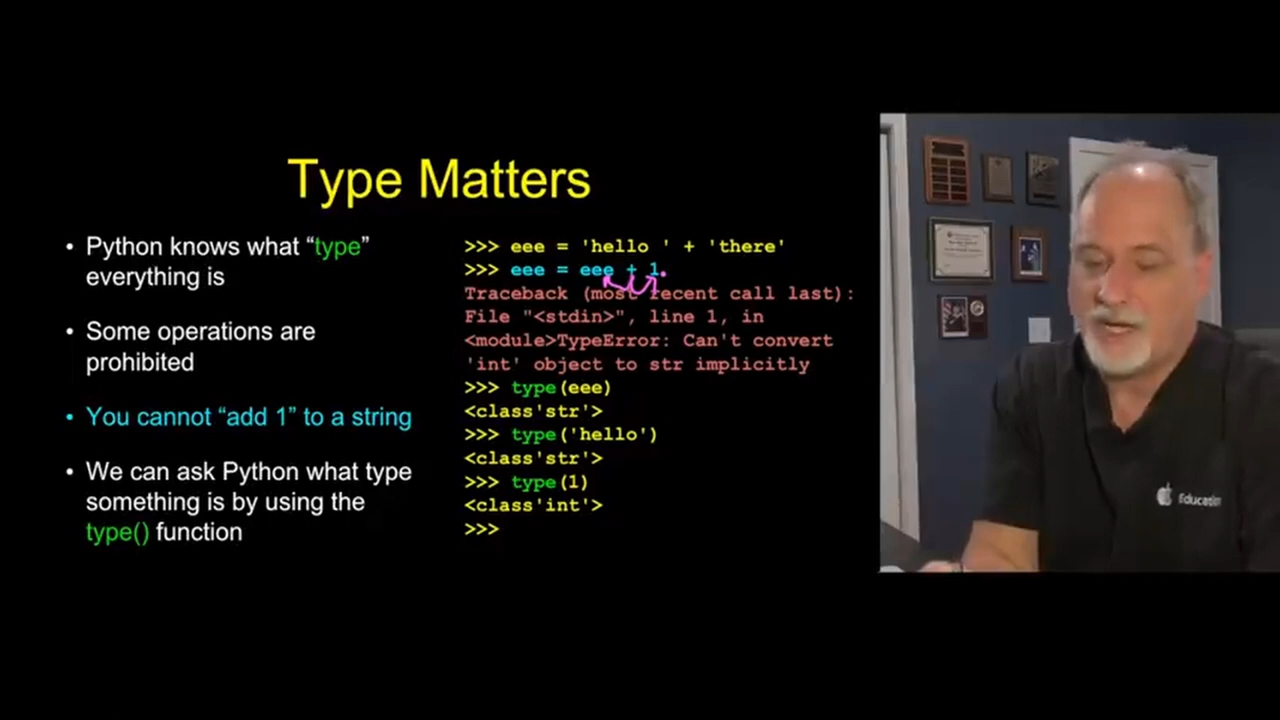 Type Matters
• Python knows what “type”
everything is
• Some operations are
prohibited
• You cannot “add 1” to a string
• We can ask Python what type
something is by using the
type() function
>>> eee = 'hello ' + 'there'
>>> eee = eee + 1
Traceback (most recent call last):
File "<stdin>", line 1, in
<module>TypeError: Can't convert
'int' object to str implicitly
>>> type(eee)
<class'str'>
>>> type('hello')
<class'str'>
>>> type(1)
<class'int'>
>>>
Education